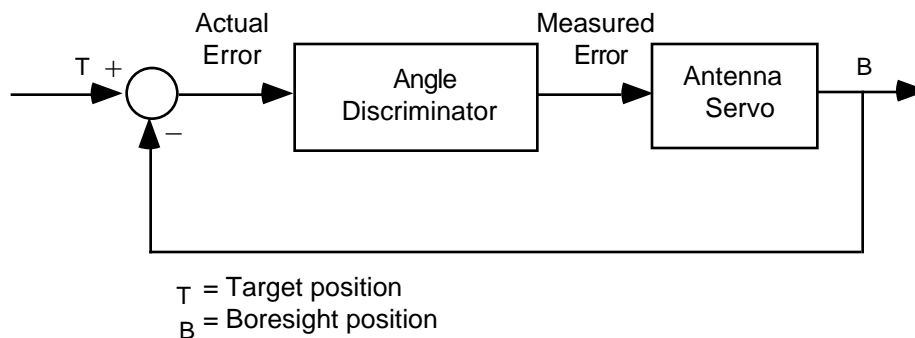 Actual
Error
Measured
Error
T
+
−
Angle
Discriminator
Antenna
Servo
B
T = Target position
B = Boresight position